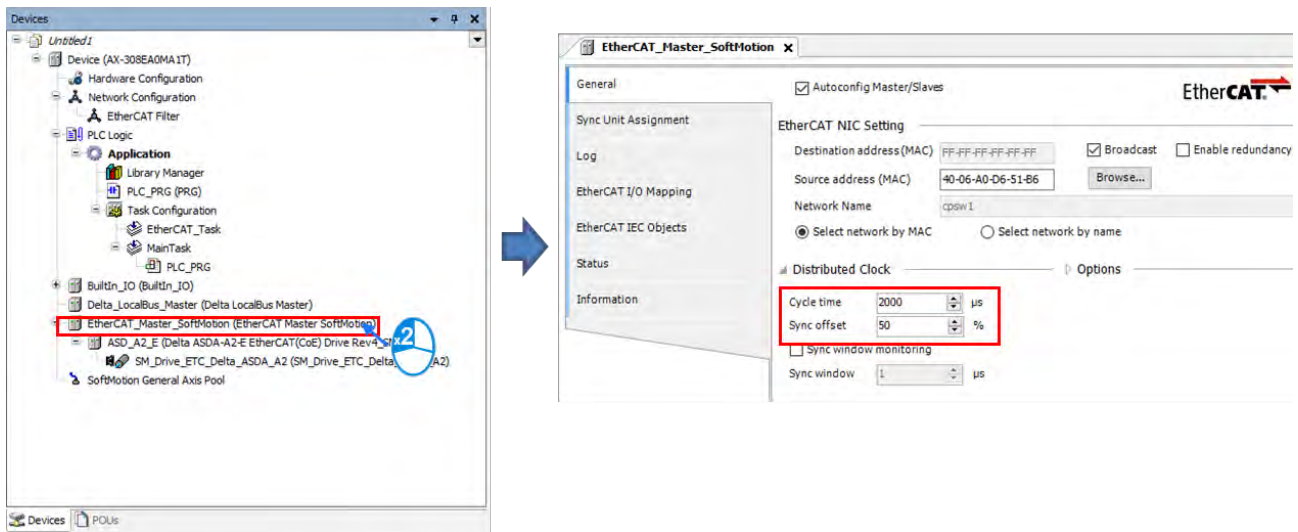 Devices
Untitled1
Device (AX-308EA0MA1T)
Hardware Configuration
Network Configuration
EtherCAT Filter
PLC Logic
Application
Library Manager
PLC_PRG (PRG)
Task Configuration
EtherCAT_Task
MainTask
PLC_PRG
BuiltIn_IO (BuiltIn_IO)
Delta_LocalBus_Master (Delta LocalBus Master)
EtherCAT_Master_SoftMotion (EtherCAT Master SoftMotion)
ASD_A2_E (Delta ASDA-A2-E EtherCAT(CoE) Drive Rev4
x2
SM_Drive_ETC_Delta_ASDA_A2 (SM_Drive_ETC_Delta A2)
SoftMotion General Axis Pool
Devices POUs
EtherCAT_Master_SoftMotion
General
Sync Unit Assignment
Log
EtherCAT I/O Mapping
EtherCAT IEC Objects
Status
Information
Autoconfig Master/Slaves
EtherCAT
EtherCAT NIC Setting
Destination address(MAC) FF-FF-FF-FF-FF-FF Broadcast Enable redundancy
Source address (MAC) 40-06-A0-D6-51-B6 Browse...
Network Name cpsw1
Select network by MAC Select network by name
Distributed Clock Options
Cycle time 2000 µs
Sync offset 50 %
Sync window monitoring
Sync window 1 µs